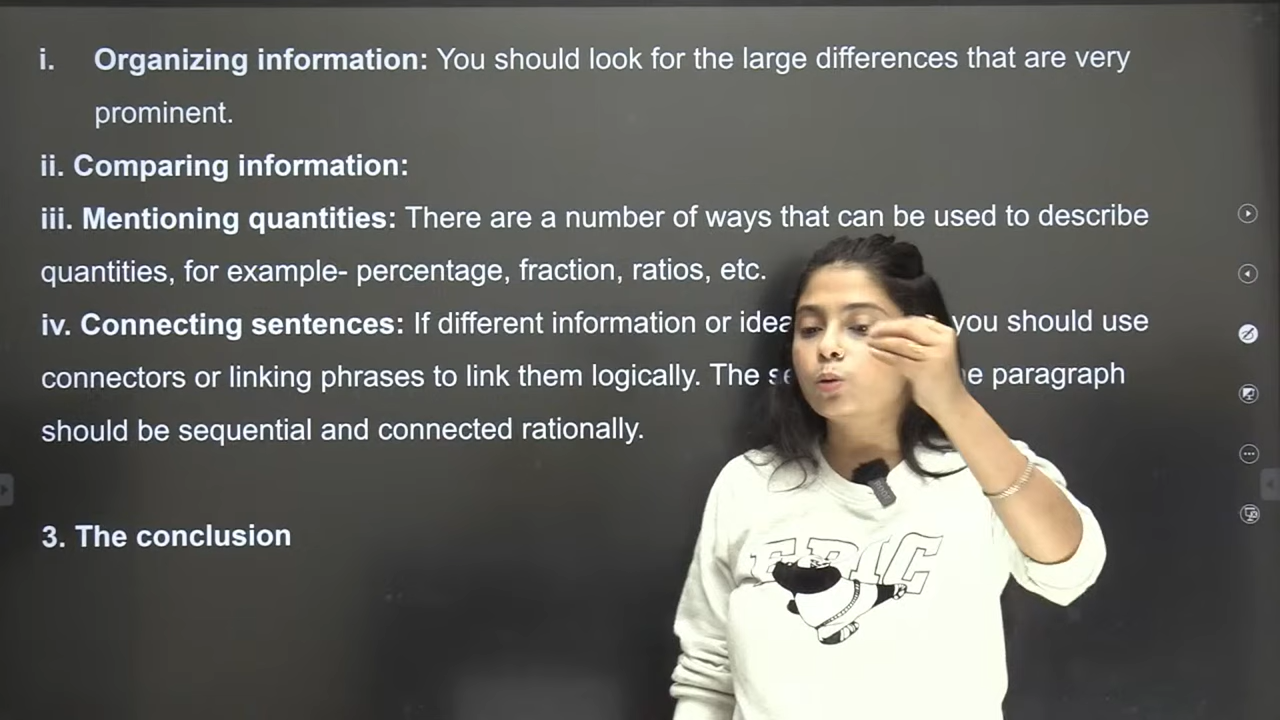 i. Organizing information: You should look for the large differences that are very
prominent.
ii. Comparing information:
iii. Mentioning quantities: There are a number of ways that can be used to describe
quantities, for example- percentage, fraction, ratios, etc.
iv. Connecting sentences: If different information or you should use
connectors or linking phrases to link them logically. The paragraph
should be sequential and connected rationally.
3. The conclusion
EPIC